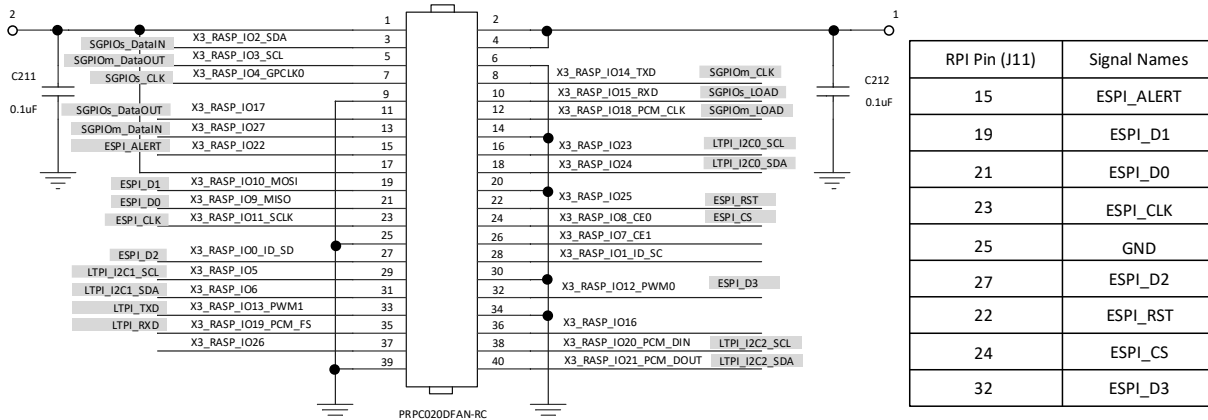 2
1
1
2
SGPIOs_DataIN X3_RASP_IO2_SDA 3
4
SGPIOm_DataOUT X3_RASP_IO3_SCL 5
6
SGPIOs_CLK X3_RASP_IO4_GPCLK0 7
8 X3_RASP_IO14_TXD SGPIOm_CLK
9
10 X3_RASP_IO15_RXD SGPIOs_LOAD
SGPIOs_DataOUT X3_RASP_IO17 11
12 X3_RASP_IO18_PCM_CLK SGPIOm_LOAD
SGPIOm_DataIN X3_RASP_IO27 13
14
ESPI_ALERT X3_RASP_IO22 15
16 X3_RASP_IO23 LTPI_I2C0_SCL
17
18 X3_RASP_IO24 LTPI_I2C0_SDA
ESPI_D1 X3_RASP_IO10_MOSI 19
20
ESPI_D0 X3_RASP_IO9_MISO 21
22 X3_RASP_IO25 ESPI_RST
ESPI_CLK X3_RASP_IO11_SCLK 23
24 X3_RASP_IO8_CE0 ESPI_CS
25
26 X3_RASP_IO7_CE1
ESPI_D2 X3_RASP_IO0_ID_SD 27
28 X3_RASP_IO1_ID_SC
LTPI_I2C1_SCL X3_RASP_IO5 29
30
LTPI_I2C1_SDA X3_RASP_IO6 31
32 X3_RASP_IO12_PWM0 ESPI_D3
LTPI_TXD X3_RASP_IO13_PWM1 33
34
LTPI_RXD X3_RASP_IO19_PCM_FS 35
36 X3_RASP_IO16
X3_RASP_IO26 37
38 X3_RASP_IO20_PCM_DIN LTPI_I2C2_SCL
39
40 X3_RASP_IO21_PCM_DOUT LTPI_I2C2_SDA
C211
0.1uF
C212
0.1uF
PRPC020DFAN-RC
RPI Pin (J11) Signal Names
15 ESPI_ALERT
19 ESPI_D1
21 ESPI_D0
23 ESPI_CLK
25 GND
27 ESPI_D2
22 ESPI_RST
24 ESPI_CS
32 ESPI_D3